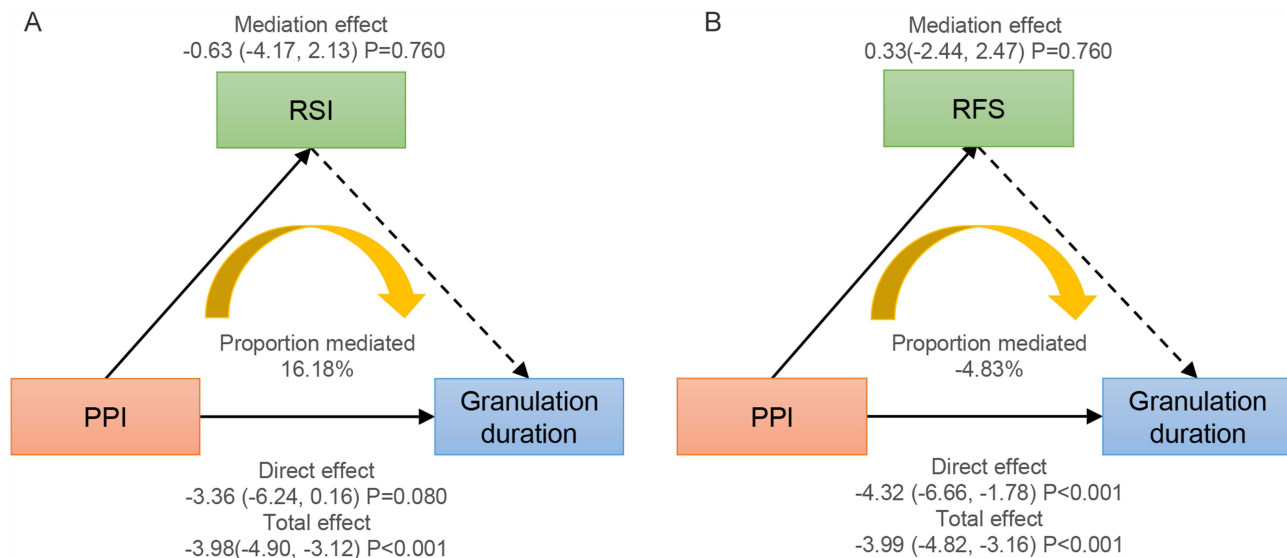 A
Mediation effect
-0.63 (-4.17, 2.13) P=0.760
RSI
Proportion mediated
16.18%
PPI
Granulation
duration
Direct effect
-3.36 (-6.24, 0.16) P=0.080
Total effect
-3.98(-4.90, -3.12) P<0.001
B
Mediation effect
0.33(-2.44, 2.47) P=0.760
RFS
Proportion mediated
-4.83%
PPI
Granulation
duration
Direct effect
-4.32 (-6.66, -1.78) P<0.001
Total effect
-3.99 (-4.82, -3.16) P<0.001